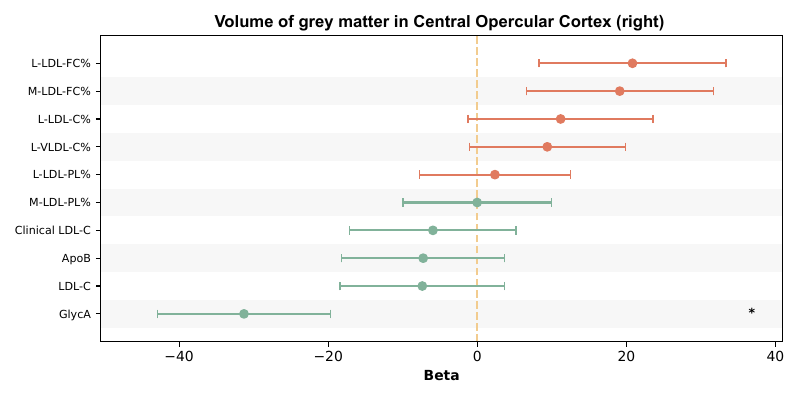 Volume of grey matter in Central Opercular Cortex (right)
L-LDL-FC%
M-LDL-FC%
L-LDL-C%
L-VLDL-C%
L-LDL-PL%
M-LDL-PL%
Clinical LDL-C
ApoB
LDL-C
GlycA *
−40 −20 0 20 40
Beta